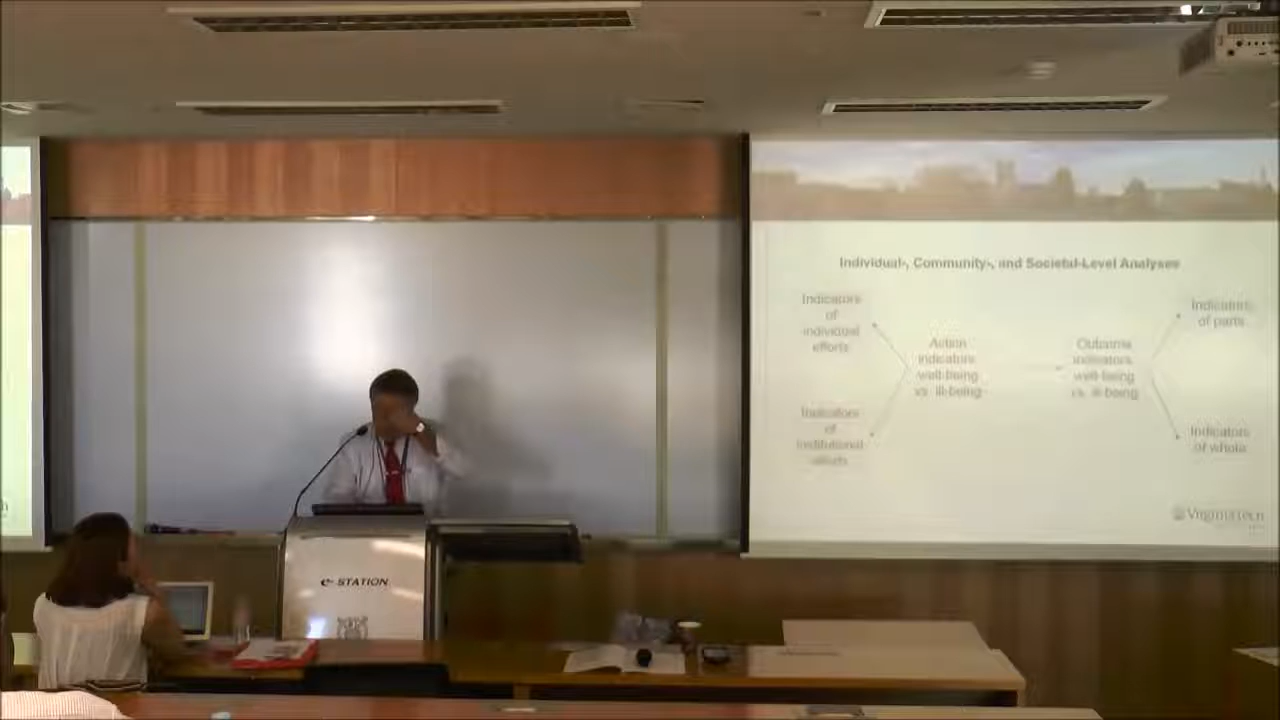 Individual-, Community-, and Societal-Level Analyses
Indicators
of
individual
efforts
Action
indicators
well-being
vs. ill-being
Indicators
of
institutional
efforts
Outcome
indicators
well-being
vs. ill-being
Indicators
of parts
Indicators
of whole
VirginiaTech
e-STATION